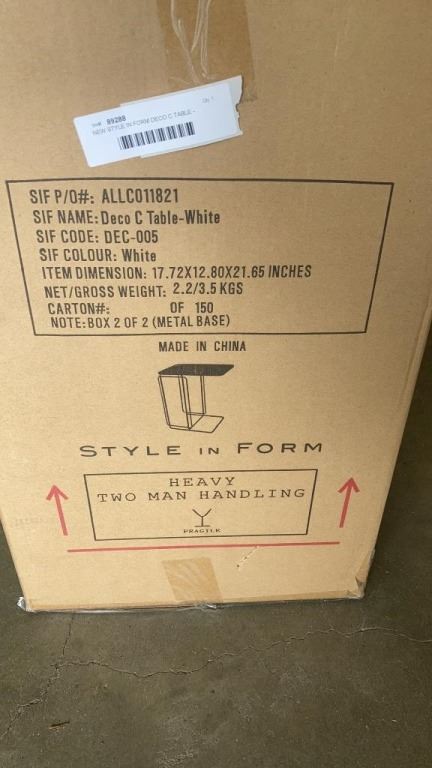 89288
NEW STYLE IN FORM DECO C TABLE -
SIF P/O#: ALLC011821
SIF NAME: Deco C Table-White
SIF CODE: DEC-005
SIF COLOUR: White
ITEM DIMENSION: 17.72X12.80X21.65 INCHES
NET/GROSS WEIGHT: 2.2/3.5 KGS
CARTON#: OF 150
NOTE: BOX 2 OF 2 (METAL BASE)
MADE IN CHINA
STYLE IN FORM
HEAVY
TWO MAN HANDLING
FRAGILE